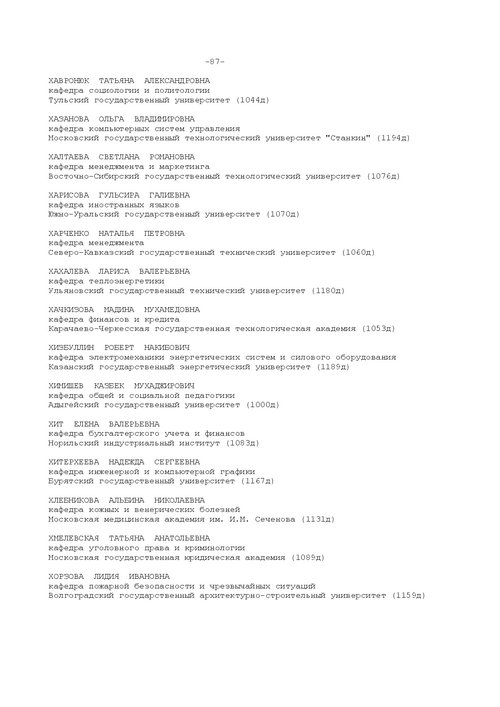 -87-
ХАВРОНЮК ТАТЬЯНА АЛЕКСАНДРОВНА
кафедра социологии и политологии
Тульский государственный университет (1044д)
ХАЗАНОВА ОЛЬГА ВЛАДИМИРОВНА
кафедра компьютерных систем управления
Московский государственный технологический университет "Станкин" (1194д)
ХАЛТАЕВА СВЕТЛАНА РОМАНОВНА
кафедра менеджмента и маркетинга
Восточно-Сибирский государственный технологический университет (1076д)
ХАРИСОВА ГУЛЬСИРА ГАЛИЕВНА
кафедра иностранных языков
Южно-Уральский государственный университет (1070д)
ХАРЧЕНКО НАТАЛЬЯ ПЕТРОВНА
кафедра менеджмента
Северо-Кавказский государственный технический университет (1060д)
ХАХАЛЕВА ЛАРИСА ВАЛЕРЬЕВНА
кафедра теплоэнергетики
Ульяновский государственный технический университет (1180д)
ХАЧКИЗОВА МАДИНА МУХАМЕДОВНА
кафедра финансов и кредита
Карачаево-Черкесская государственная технологическая академия (1053д)
ХИЗБУЛЛИН РОБЕРТ НАКИБОВИЧ
кафедра электромеханики энергетических систем и силового оборудования
Казанский государственный энергетический университет (1189д)
ХИМИШЕВ КАЗБЕК МУХАДЖИРОВИЧ
кафедра общей и социальной педагогики
Адыгейский государственный университет (1000д)
ХИТ ЕЛЕНА ВАЛЕРЬЕВНА
кафедра бухгалтерского учета и финансов
Норильский индустриальный институт (1083д)
ХИТЕРХЕЕВА НАДЕЖДА СЕРГЕЕВНА
кафедра инженерной и компьютерной графики
Бурятский государственный университет (1167д)
ХЛЕБНИКОВА АЛЬБИНА НИКОЛАЕВНА
кафедра кожных и венерических болезней
Московская медицинская академия им. И.М. Сеченова (1131д)
ХМЕЛЕВСКАЯ ТАТЬЯНА АНАТОЛЬЕВНА
кафедра уголовного права и криминологии
Московская государственная юридическая академия (1089д)
ХОРЗОВА ЛИДИЯ ИВАНОВНА
кафедра пожарной безопасности и чрезвычайных ситуаций
Волгоградский государственный архитектурно-строительный университет (1159д)